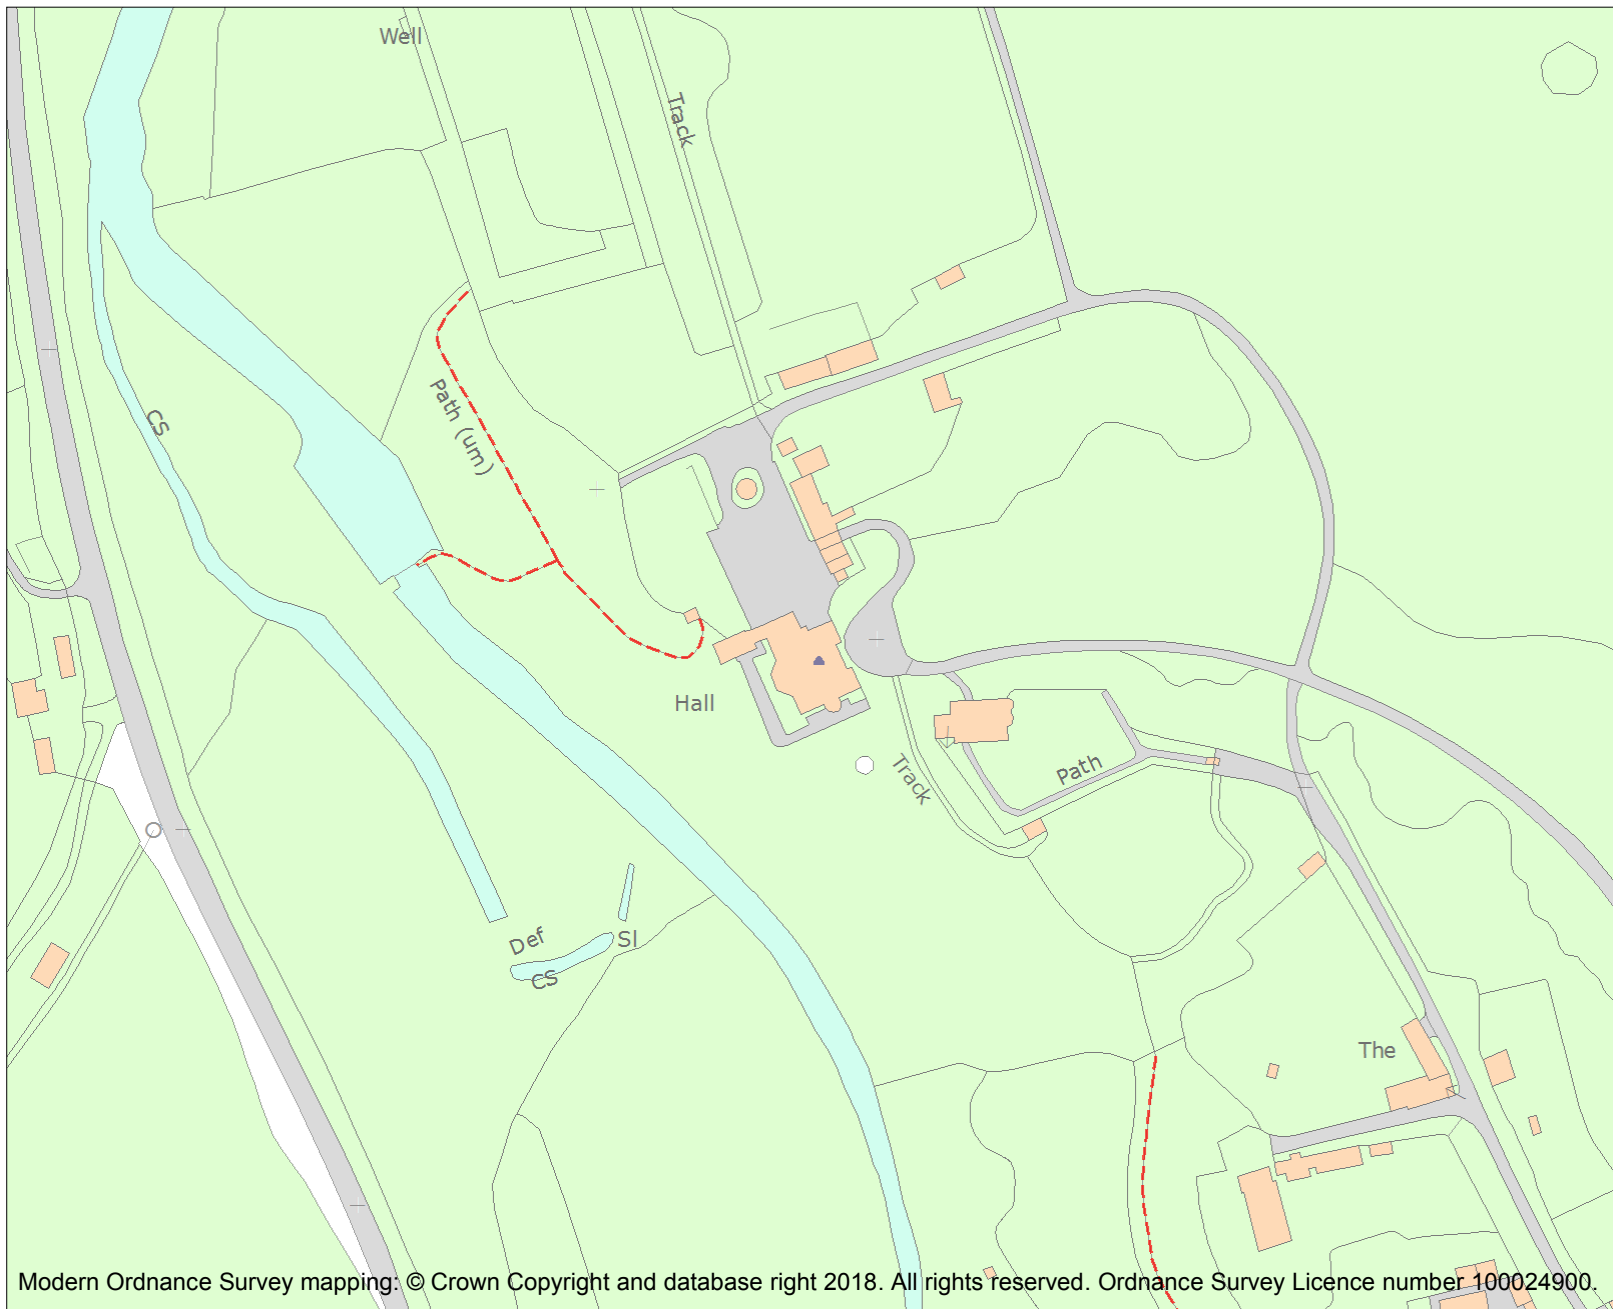 Well
Track
CS
Path (um)
Hall
Track
Path
Def
Sl
CS
The
Modern Ordnance Survey mapping: © Crown Copyright and database right 2018. All rights reserved. Ordnance Survey Licence number 100024900.